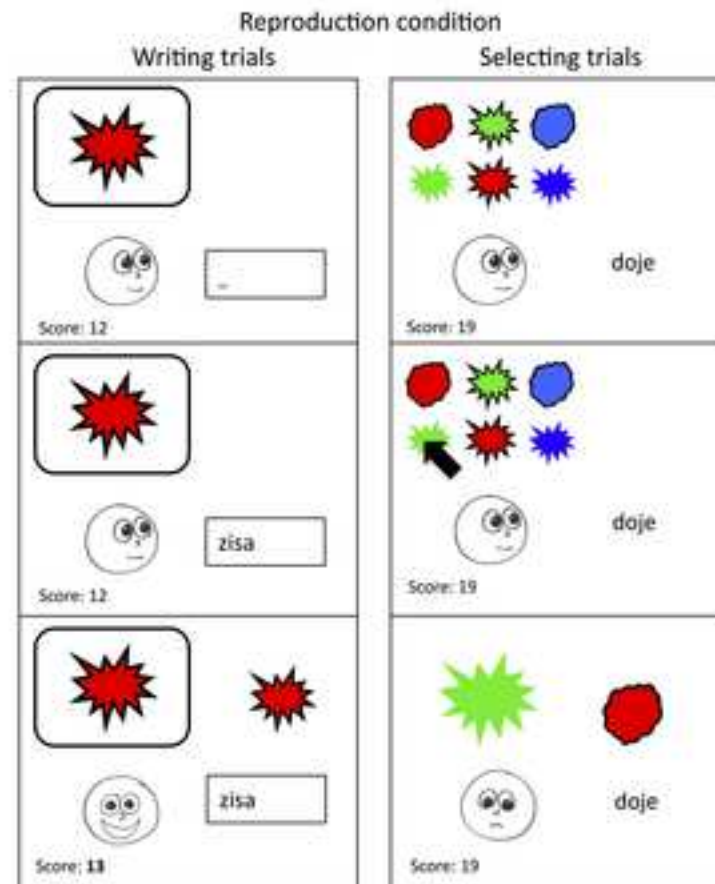 Reproduction condition
Writing trials
Selecting trials
_
Score: 12
doje
Score: 19
zisa
Score: 12
doje
Score: 19
zisa
Score: 13
doje
Score: 19